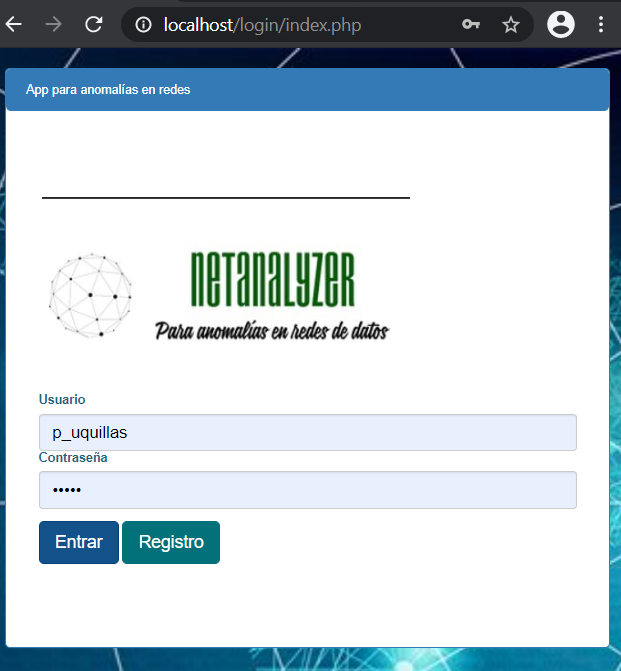 localhost/login/index.php
App para anomalías en redes
NETANALYZER
Para anomalías en redes de datos
Usuario
p_uquillas
Contraseña
•••••
Entrar Registro